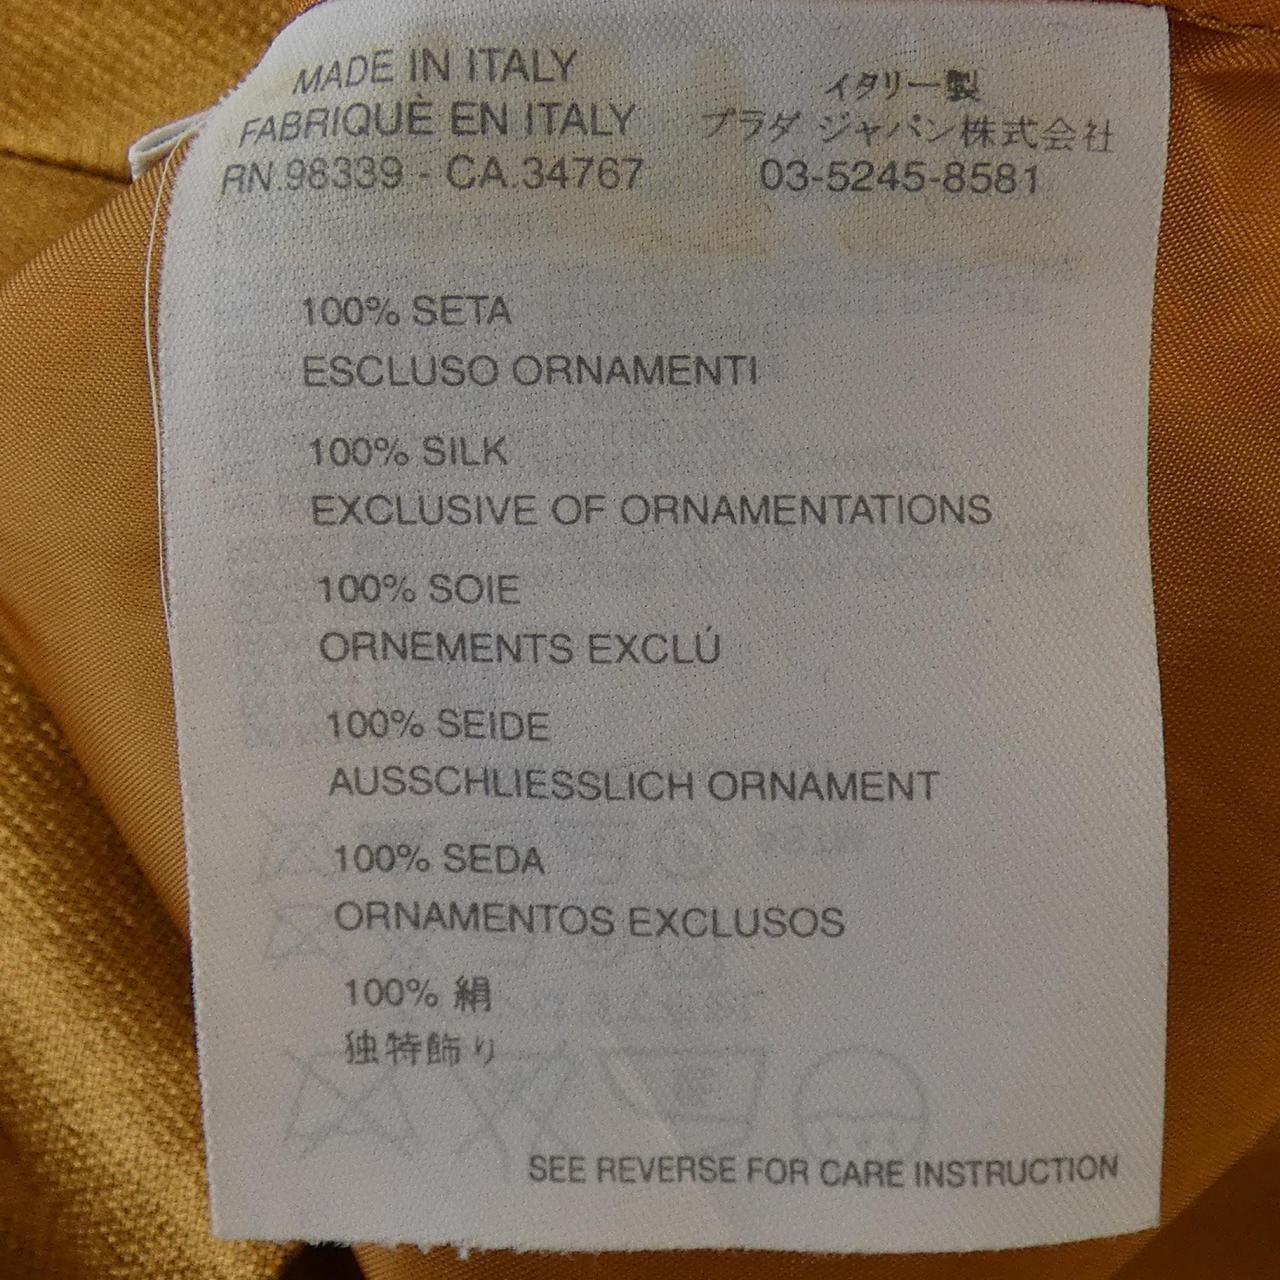 MADE IN ITALY
FABRIQUÈ EN ITALY
RN.98339 - CA.34767
イタリー製
プラダ ジャパン株式会社
03-5245-8581
100% SETA
ESCLUSO ORNAMENTI
100% SILK
EXCLUSIVE OF ORNAMENTATIONS
100% SOIE
ORNEMENTS EXCLÚ
100% SEIDE
AUSSCHLIESSLICH ORNAMENT
100% SEDA
ORNAMENTOS EXCLUSOS
100% 絹
独特飾り
SEE REVERSE FOR CARE INSTRUCTION